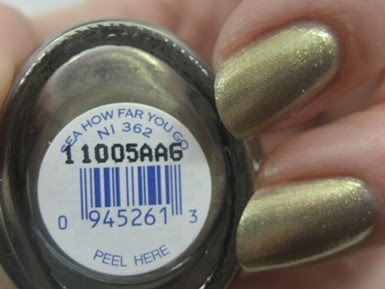 SEA HOW FAR YOU GO
NI 362
11005AA6
0 945261 3
PEEL HERE